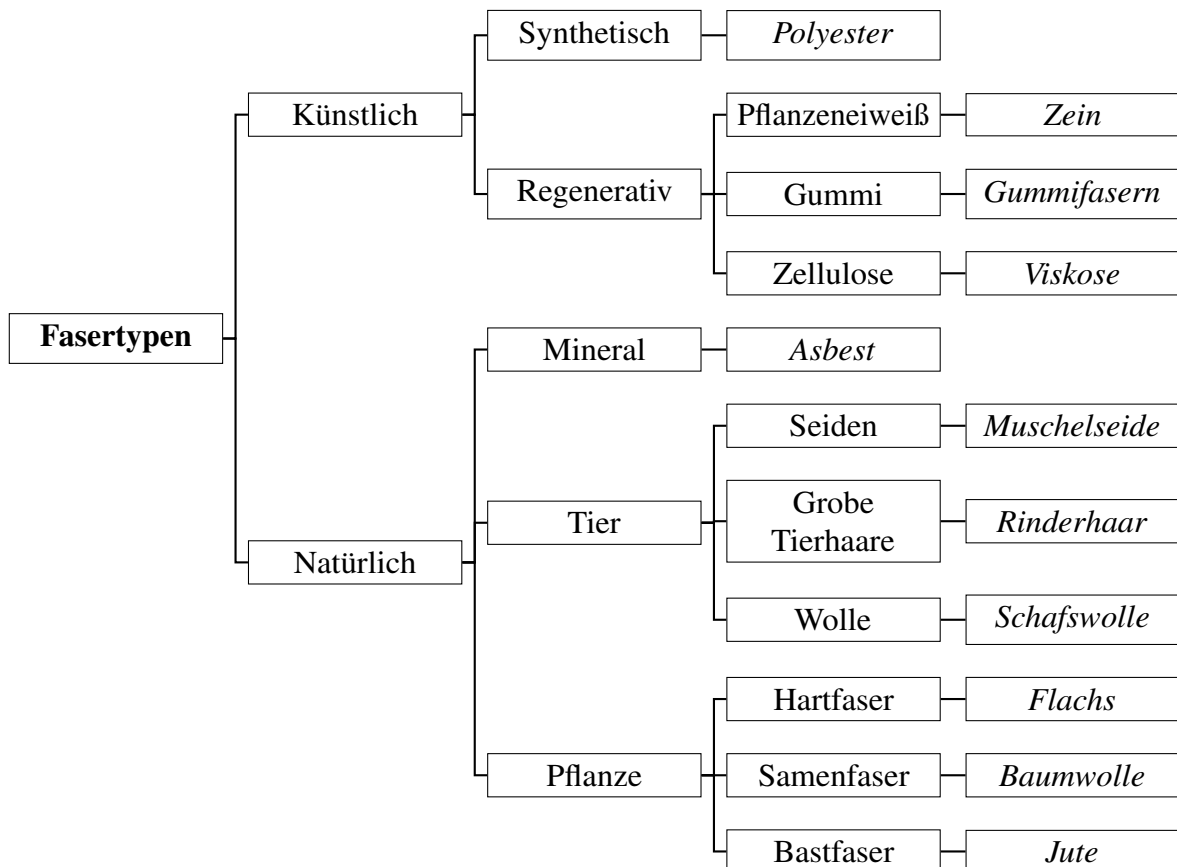 Synthetisch
Polyester
Künstlich
Pflanzeneiweiß
Zein
Regenerativ
Gummi
Gummifasern
Zellulose
Viskose
Fasertypen
Mineral
Asbest
Seiden
Muschelseide
Tier
Grobe
Tierhaare
Rinderhaar
Natürlich
Wolle
Schafswolle
Hartfaser
Flachs
Pflanze
Samenfaser
Baumwolle
Bastfaser
Jute